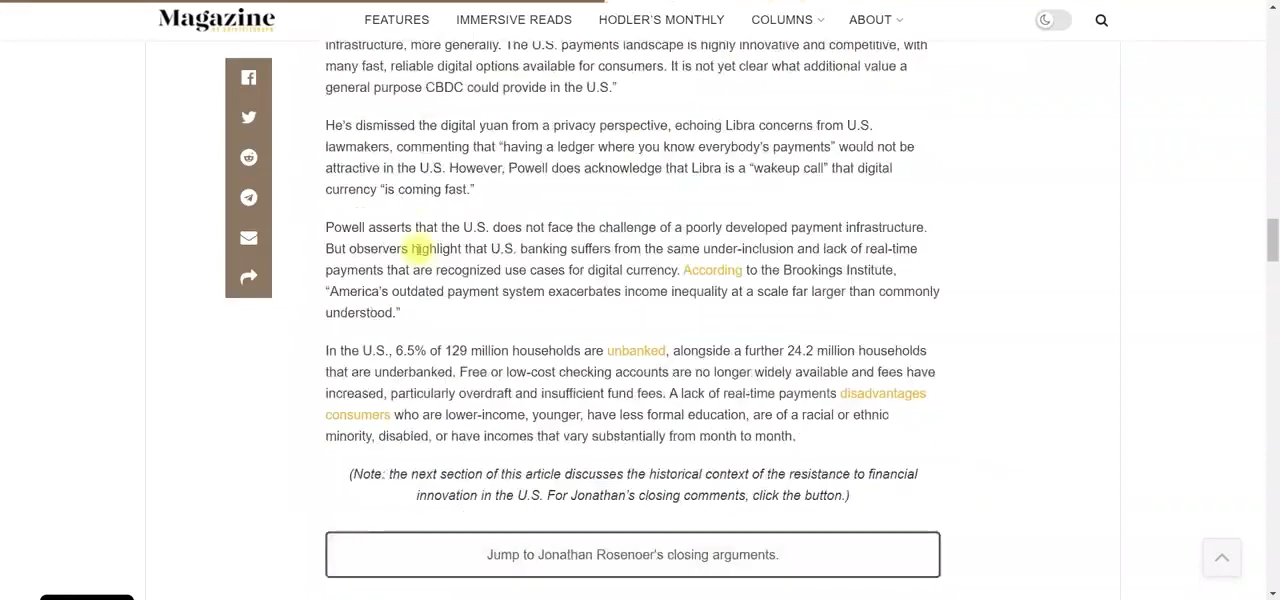 Magazine
FEATURES IMMERSIVE READS HODLER'S MONTHLY COLUMNS ABOUT
infrastructure, more generally. The U.S. payments landscape is highly innovative and competitive, with
many fast, reliable digital options available for consumers. It is not yet clear what additional value a
general purpose CBDC could provide in the U.S.”
He's dismissed the digital yuan from a privacy perspective, echoing Libra concerns from U.S.
lawmakers, commenting that “having a ledger where you know everybody's payments” would not be
attractive in the U.S. However, Powell does acknowledge that Libra is a “wakeup call” that digital
currency “is coming fast.”
Powell asserts that the U.S. does not face the challenge of a poorly developed payment infrastructure.
But observers highlight that U.S. banking suffers from the same under-inclusion and lack of real-time
payments that are recognized use cases for digital currency. According to the Brookings Institute,
“America's outdated payment system exacerbates income inequality at a scale far larger than commonly
understood.”
In the U.S., 6.5% of 129 million households are unbanked, alongside a further 24.2 million households
that are underbanked. Free or low-cost checking accounts are no longer widely available and fees have
increased, particularly overdraft and insufficient fund fees. A lack of real-time payments disadvantages
consumers who are lower-income, younger, have less formal education, are of a racial or ethnic
minority, disabled, or have incomes that vary substantially from month to month.
(Note: the next section of this article discusses the historical context of the resistance to financial
innovation in the U.S. For Jonathan's closing comments, click the button.)
Jump to Jonathan Rosenoer's closing arguments.